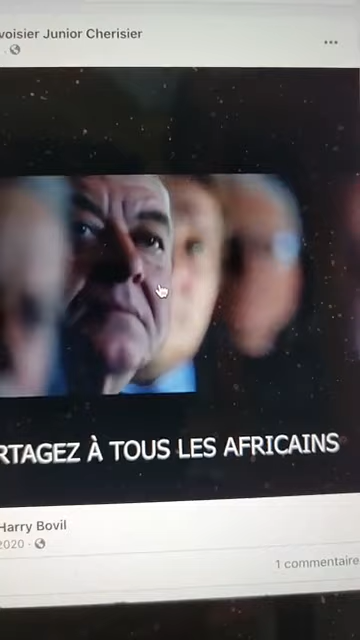 voisier Junior Cherisier
RTAGEZ À TOUS LES AFRICAINS
Harry Bovil
2020 ·
1 commentaire